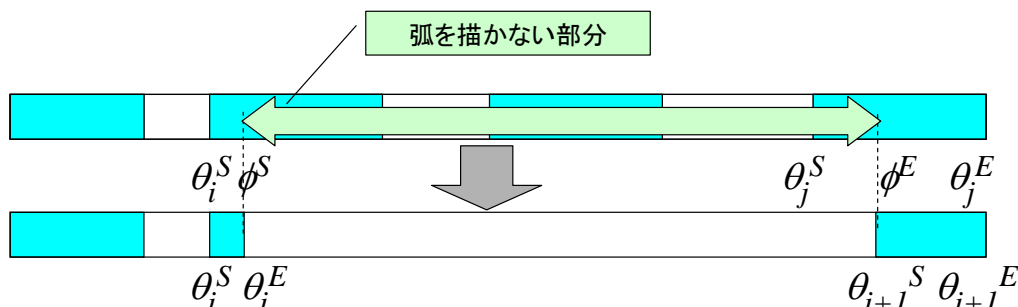 弧を描かない部分
θ_i^S ϕ^S θ_j^S ϕ^E θ_j^E
θ_i^S θ_i^E θ_{i+1}^S θ_{i+1}^E